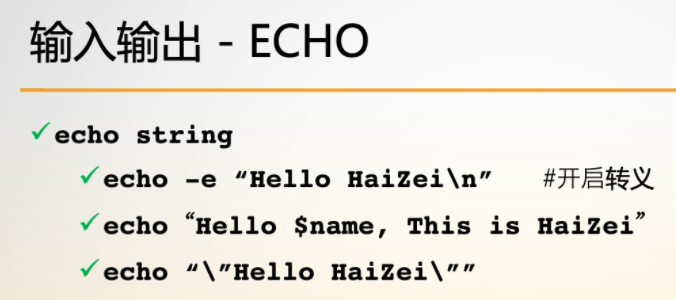 输入输出 - ECHO
✓echo string
✓echo –e “Hello HaiZei\n” #开启转义
✓echo “Hello $name, This is HaiZei”
✓echo “\”Hello HaiZei\””